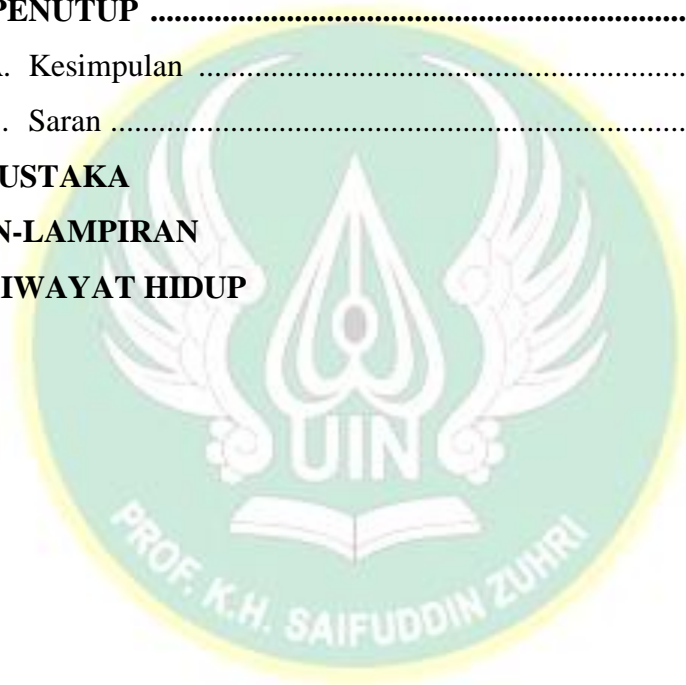 PENUTUP ........................................................................
. Kesimpulan ..................................................................
. Saran .............................................................................
USTAKA
N-LAMPIRAN
IWAYAT HIDUP
UIN
PROF. K.H. SAIFUDDIN ZUHRI